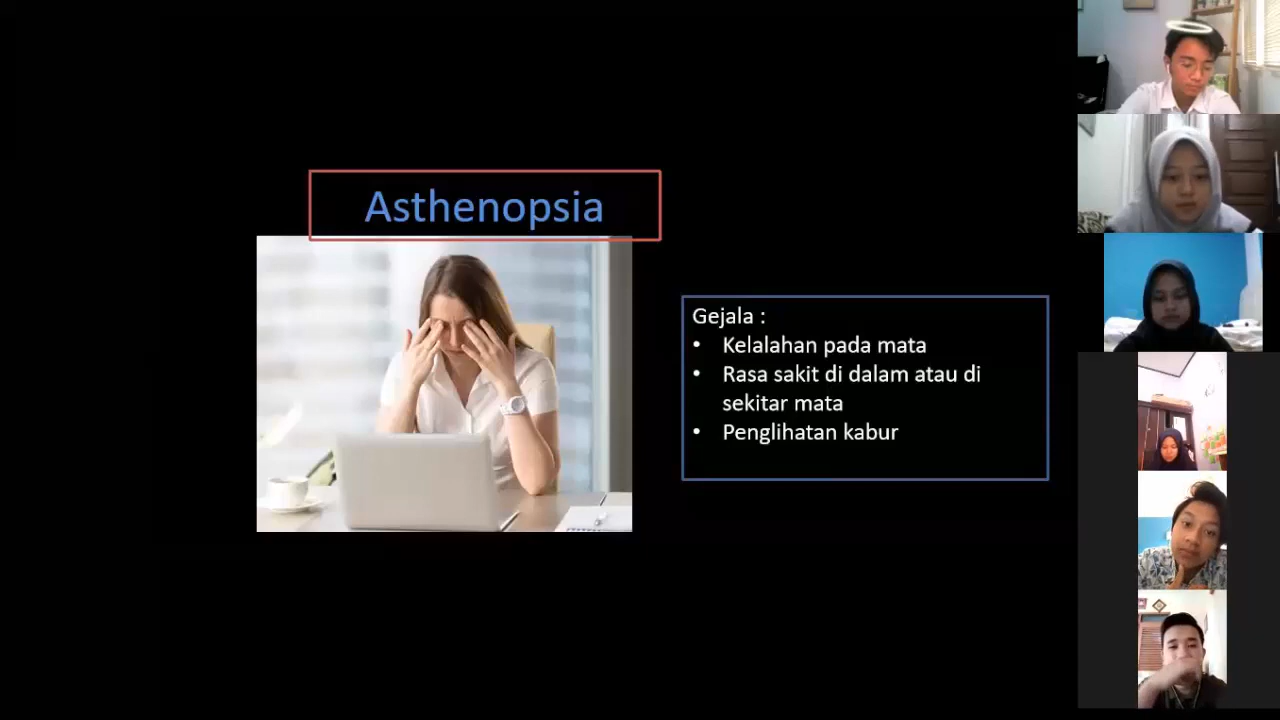 Asthenopsia
Gejala :
• Kelalahan pada mata
• Rasa sakit di dalam atau di
sekitar mata
• Penglihatan kabur